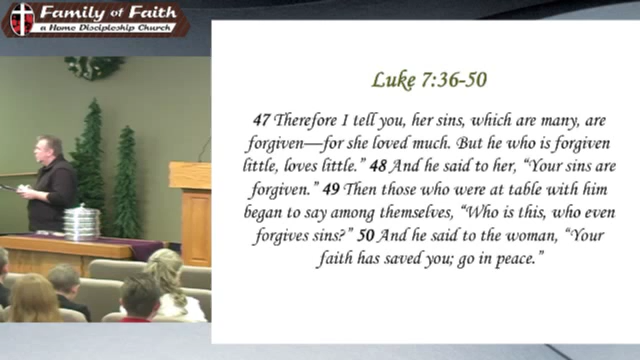 Family of Faith
a Home Discipleship Church
Luke 7:36-50
47 Therefore I tell you, her sins, which are many, are
forgiven—for she loved much. But he who is forgiven
little, loves little.” 48 And he said to her, “Your sins are
forgiven.” 49 Then those who were at table with him
began to say among themselves, “Who is this, who even
forgives sins?” 50 And he said to the woman, “Your
faith has saved you; go in peace.”